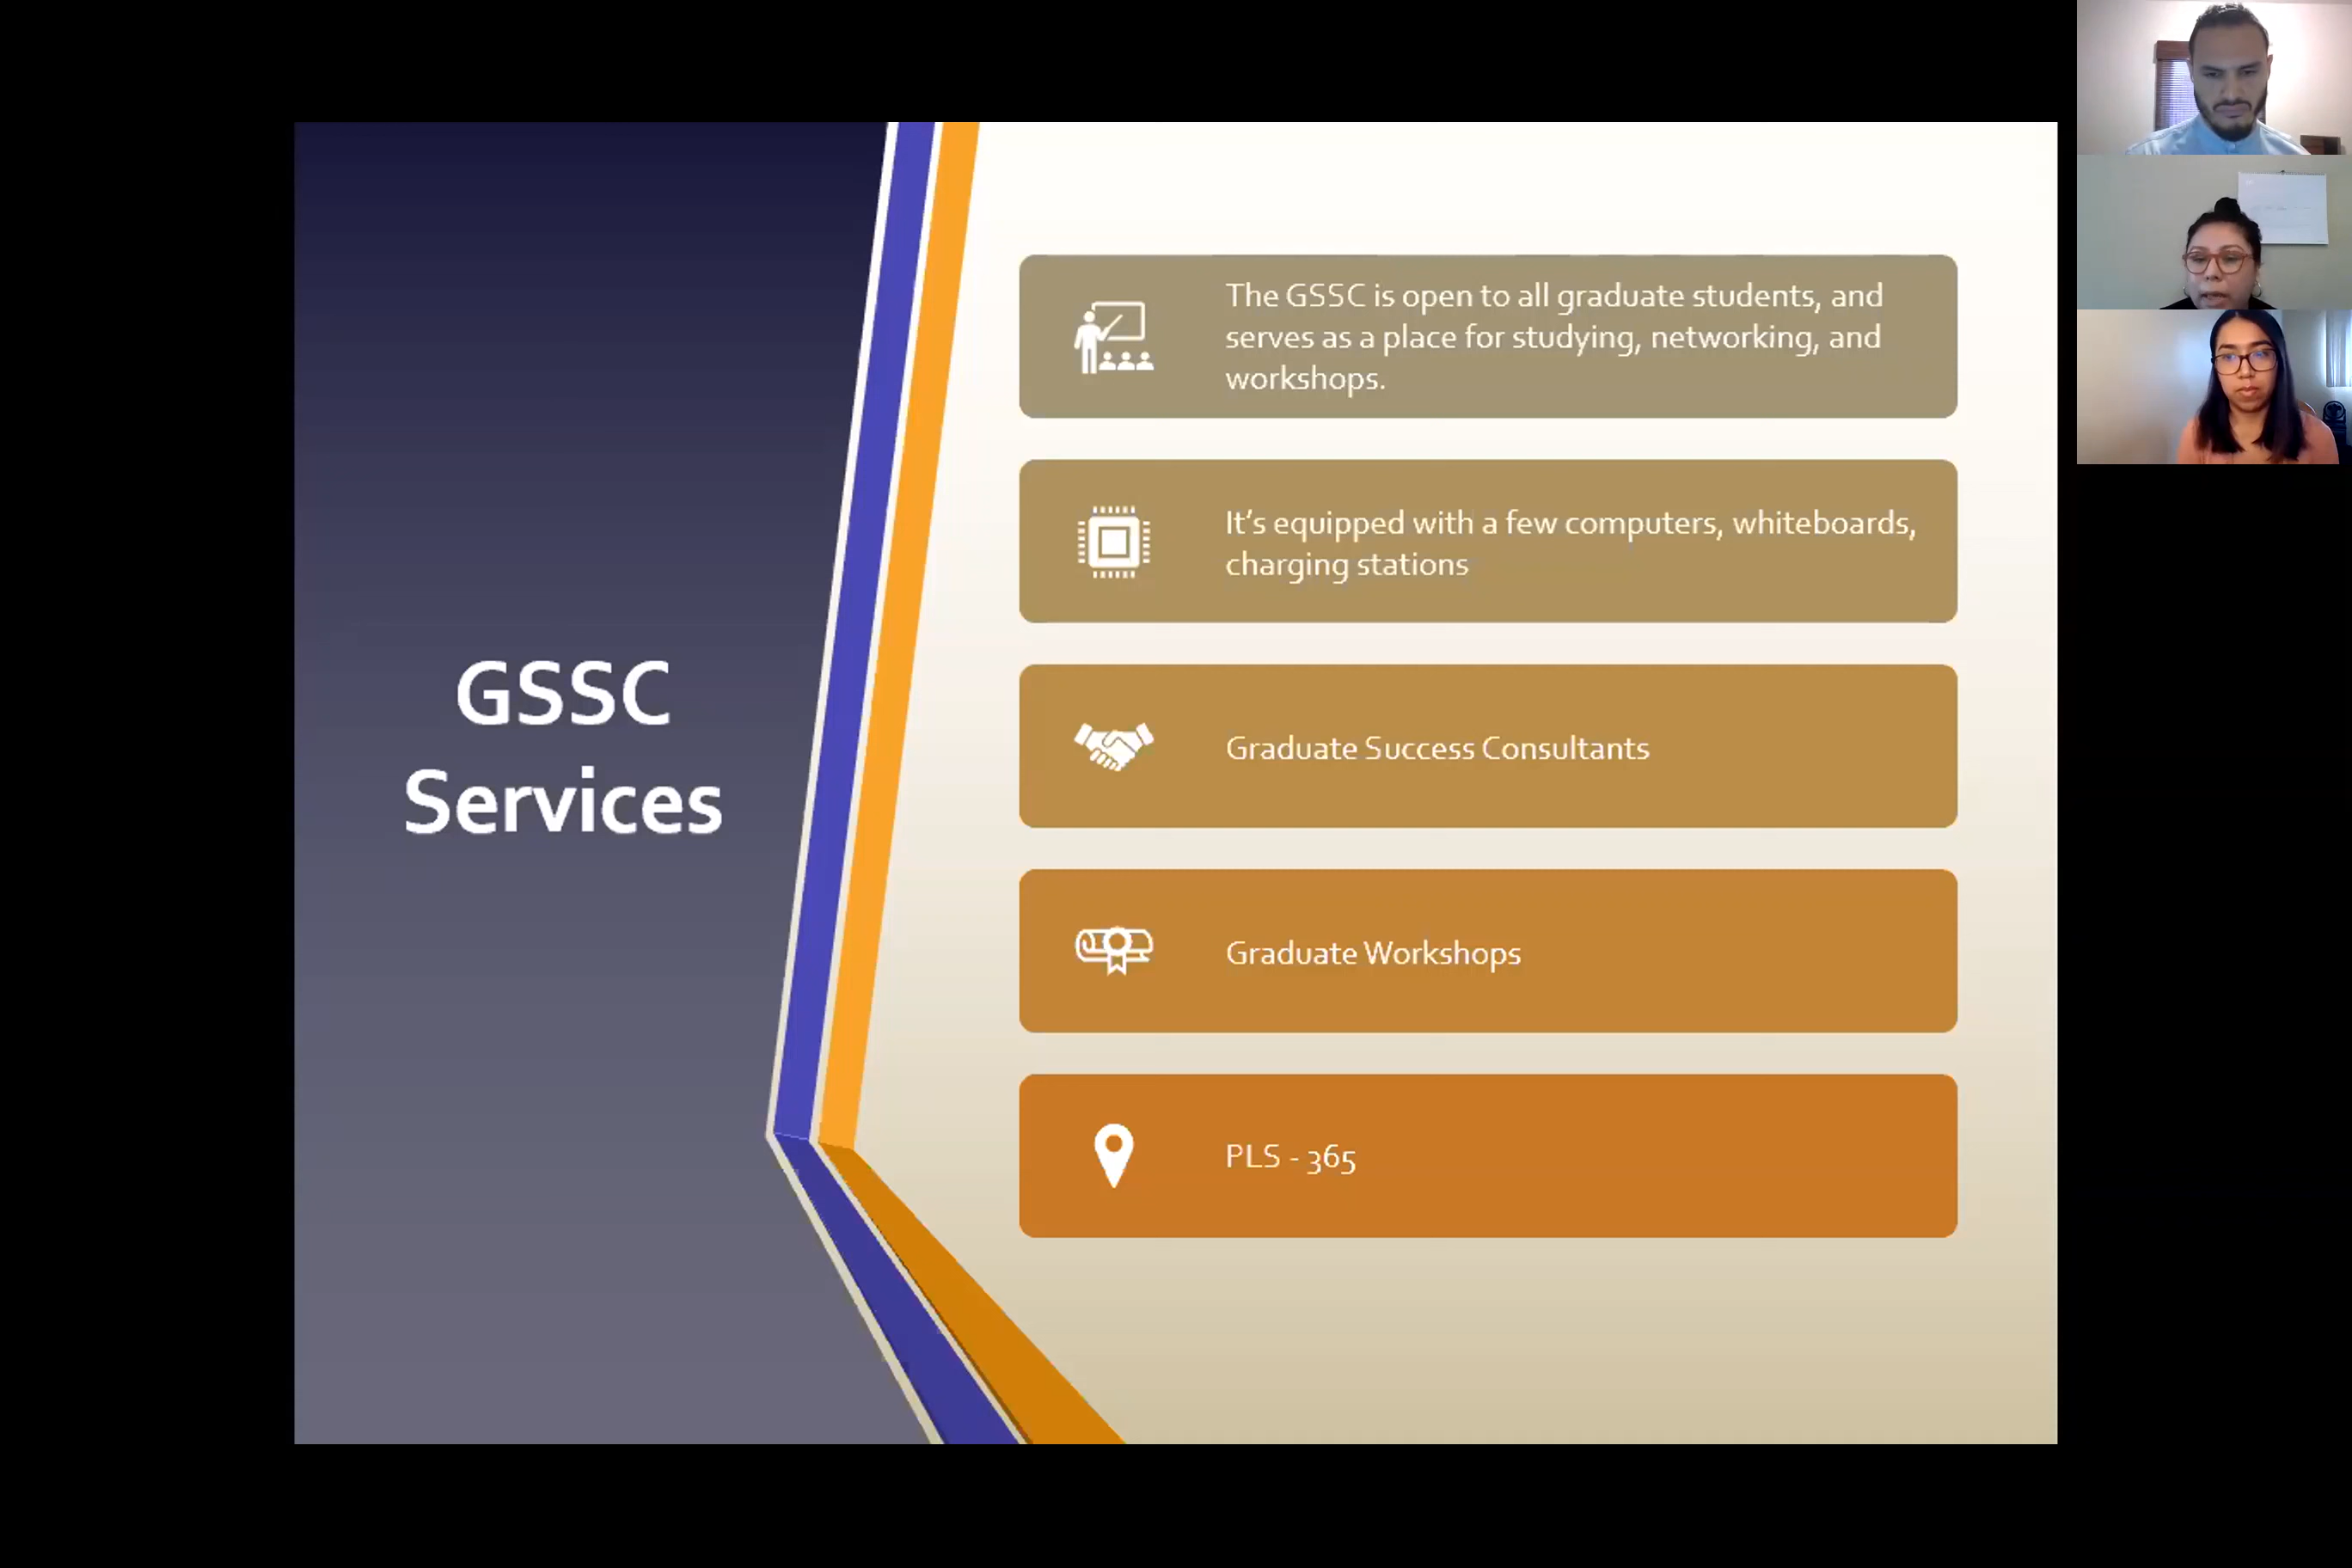 GSSC
Services
The GSSC is open to all graduate students, and
serves as a place for studying, networking, and
workshops.
It’s equipped with a few computers, whiteboards,
charging stations
Graduate Success Consultants
Graduate Workshops
PLS - 365